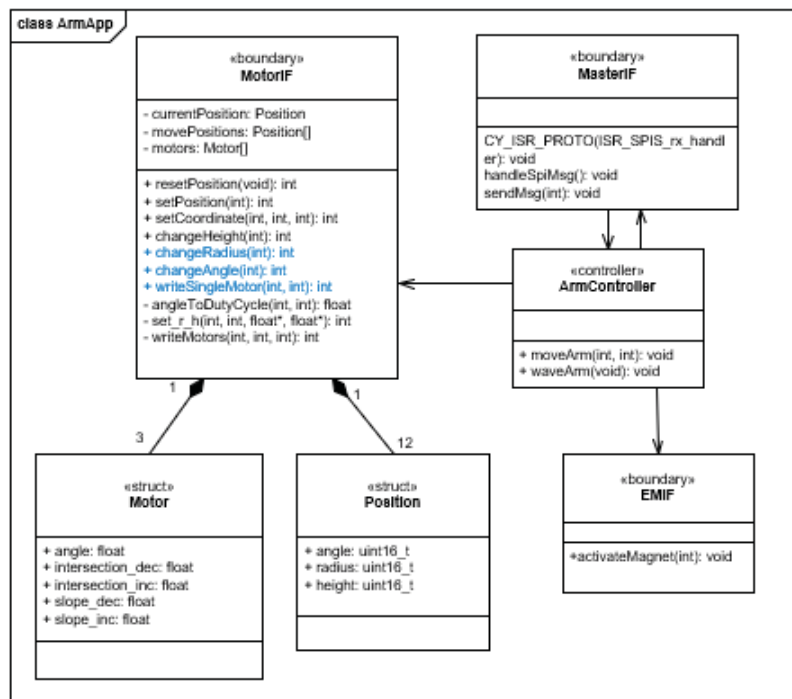 class ArmApp
«boundary»
MotorIF
- currentPosition: Position
- movePositions: Position[]
- motors: Motor[]
+ resetPosition(void): int
+ setPosition(int): int
+ setCoordinate(int, int, int): int
+ changeHeight(int): int
+ changeRadius(int): int
+ changeAngle(int): int
+ writeSingleMotor(int, int): int
- angleToDutyCycle(int, int): float
- set_r_h(int, int, float*, float*): int
- writeMotors(int, int, int): int
«boundary»
MasterIF
CY_ISR_PROTO(ISR_SPIS_rx_handl
er): void
handleSpiMsg(): void
sendMsg(int): void
«controller»
ArmController
+ moveArm(int, int): void
+ waveArm(void): void
1
1
3
12
«struct»
Motor
+ angle: float
+ intersection_dec: float
+ intersection_inc: float
+ slope_dec: float
+ slope_inc: float
«struct»
Position
+ angle: uint16_t
+ radius: uint16_t
+ height: uint16_t
«boundary»
EMIF
+activateMagnet(int): void